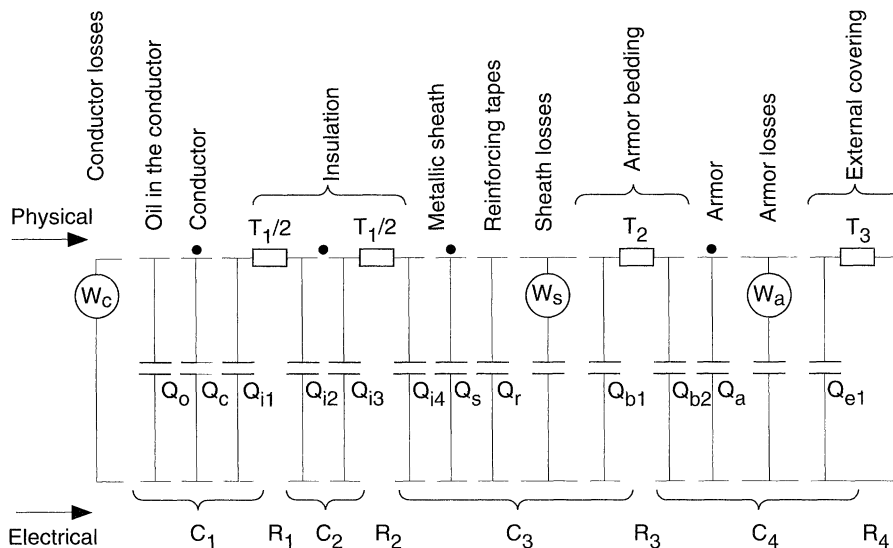 Conductor losses
Oil in the conductor
Conductor
Insulation
Metallic sheath
Reinforcing tapes
Sheath losses
Armor bedding
Armor
Armor losses
External covering
Physical
T1/2
T1/2
T2
T3
Wc
Ws
Wa
Qo
Qc
Qi1
Qi2
Qi3
Qi4
Qs
Qr
Qb1
Qb2
Qa
Qe1
Electrical
C1
R1
C2
R2
C3
R3
C4
R4